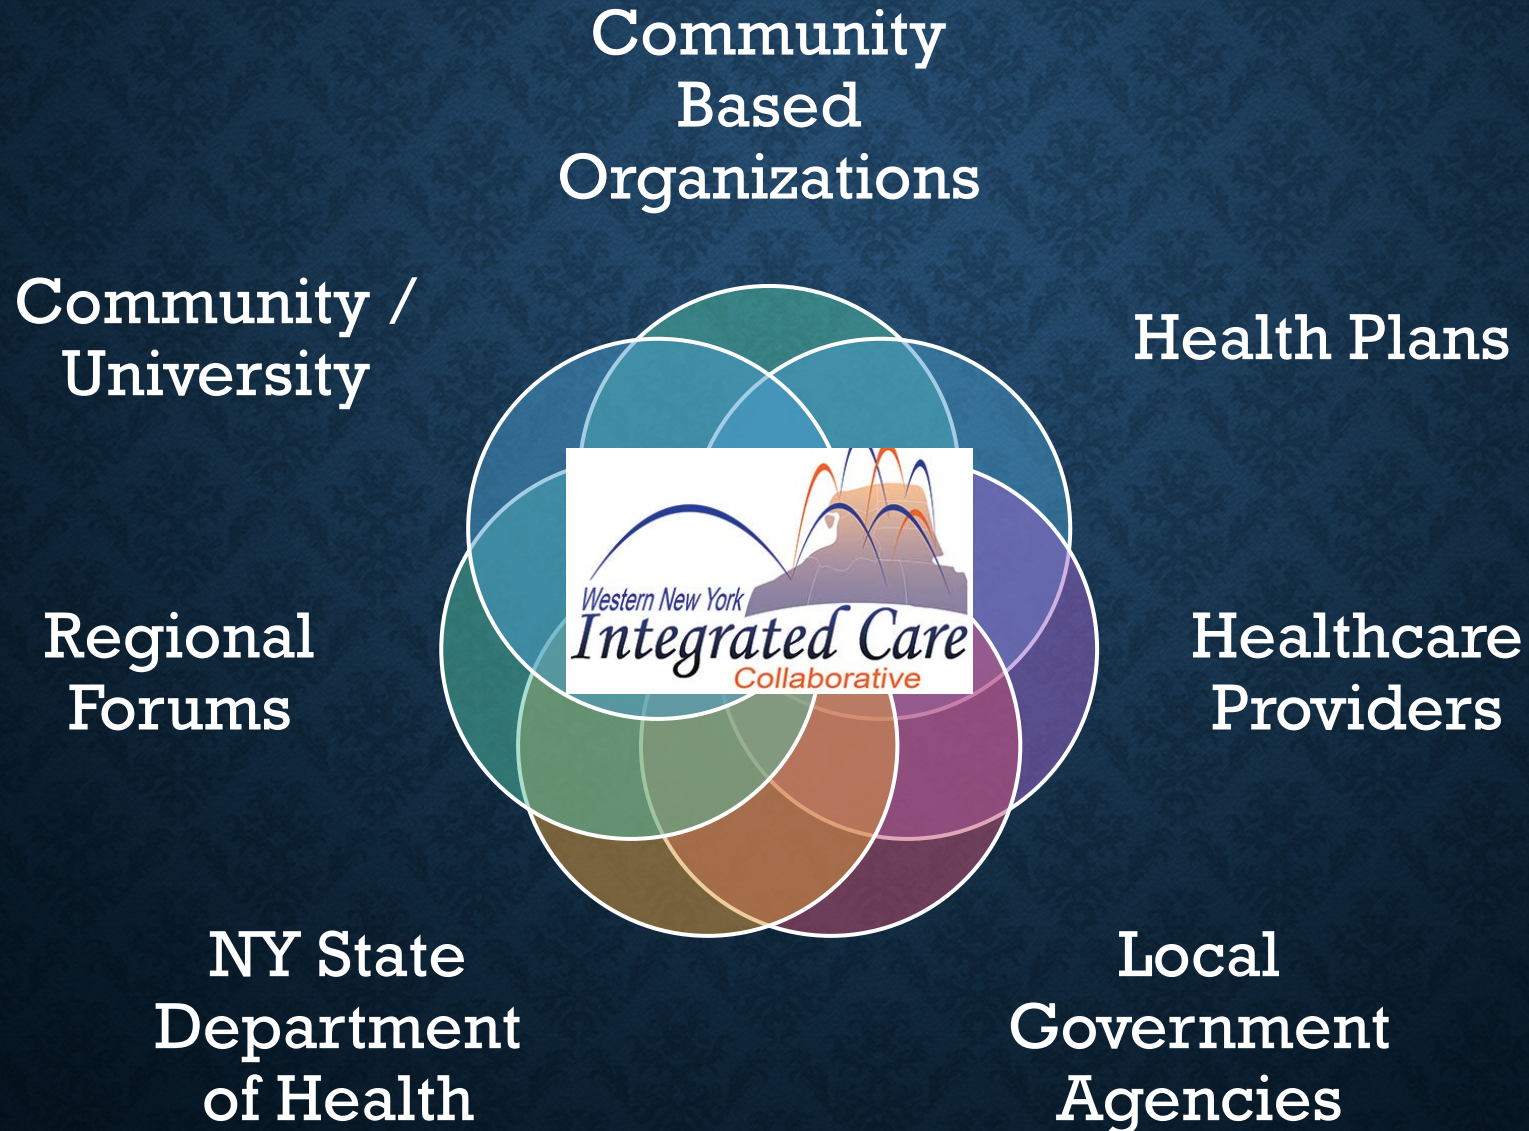 Community
Based
Organizations
Community /
University
Health Plans
Western New York
Integrated Care
Collaborative
Regional
Forums
Healthcare
Providers
NY State
Department
of Health
Local
Government
Agencies